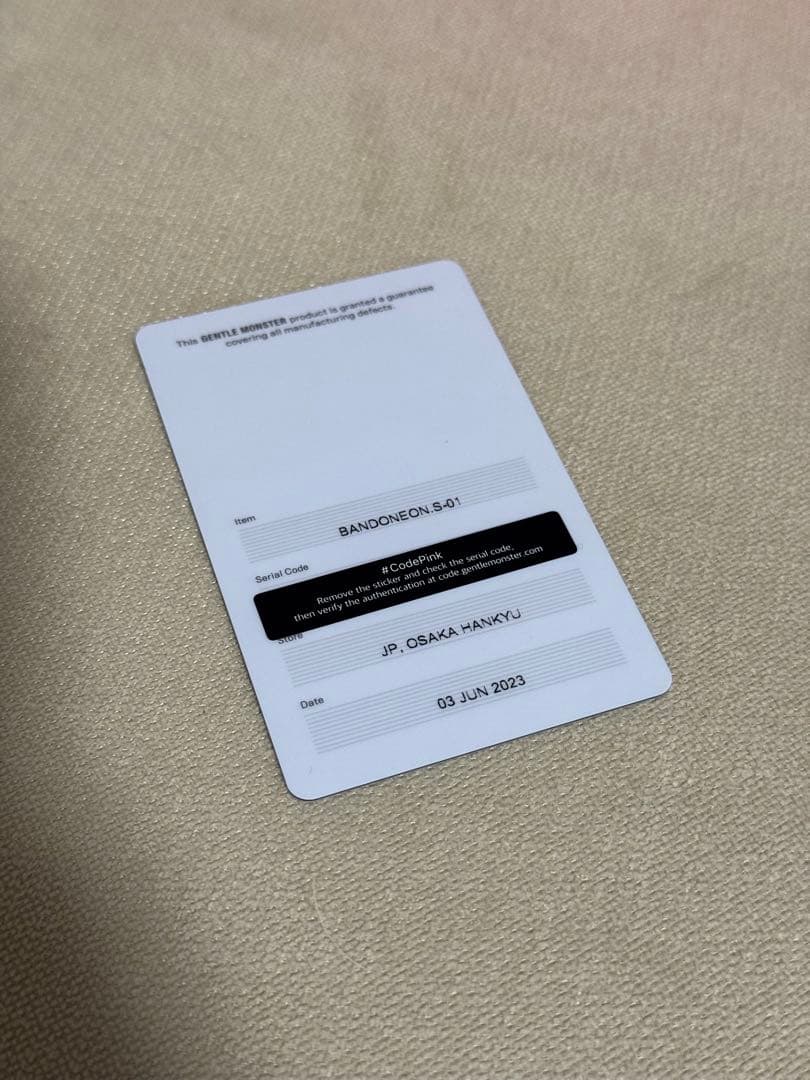 This GENTLE MONSTER product is granted a guarantee
covering all manufacturing defects.
Item
BANDONEON.S-01
Serial Code
#CodePink
Remove the sticker and check the serial code,
then verify the authentication at code.gentlemonster.com
Store
JP, OSAKA HANKYU
Date
03 JUN 2023